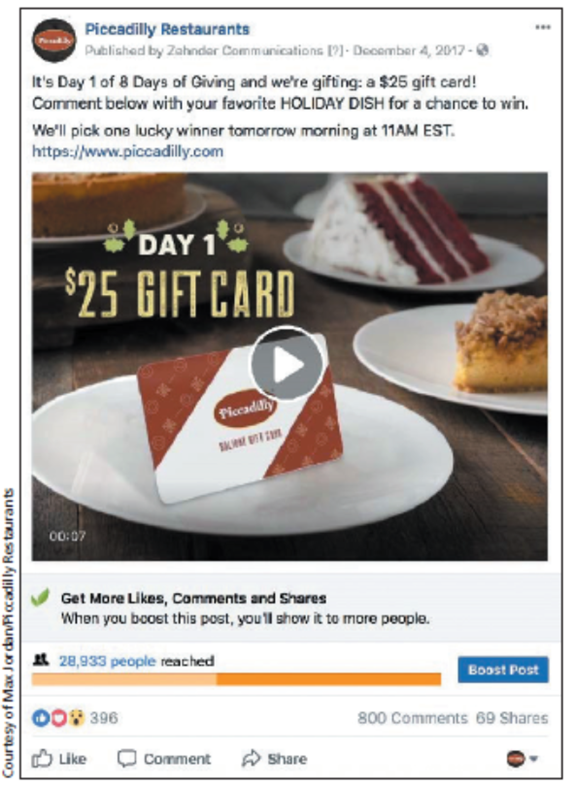 Piccadilly Restaurants
Published by Zehnder Communications [?] · December 4, 2017 ·
It's Day 1 of 8 Days of Giving and we're gifting: a $25 gift card!
Comment below with your favorite HOLIDAY DISH for a chance to win.
We'll pick one lucky winner tomorrow morning at 11AM EST.
https://www.piccadilly.com
DAY 1
$25 GIFT CARD
Piccadilly
HOLIDAY GIFT CARD
00:07
Get More Likes, Comments and Shares
When you boost this post, you'll show it to more people.
28,933 people reached
Boost Post
396
800 Comments 69 Shares
Like Comment Share
Courtesy of Max Jordan/Piccadilly Restaurants